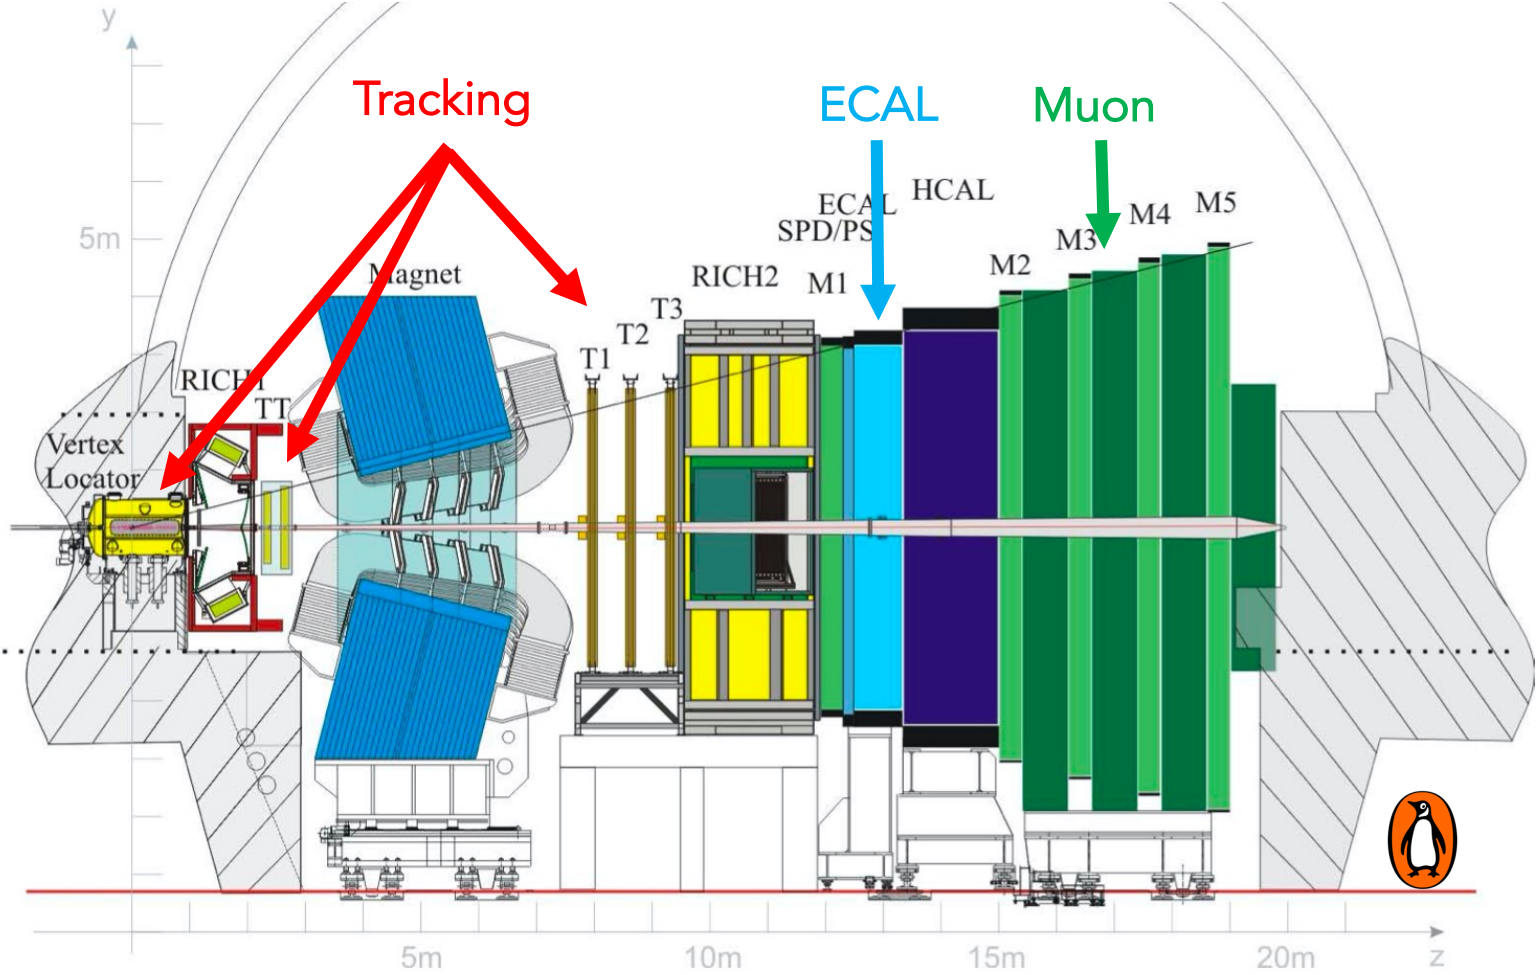 y
Tracking
ECAL
Muon
HCAL
ECAL
SPD/PS
M5
M4
M3
5m
M2
Magnet
RICH2
M1
T3
T2
T1
RICH1
TT
Vertex
Locator
5m
10m
15m
20m
z